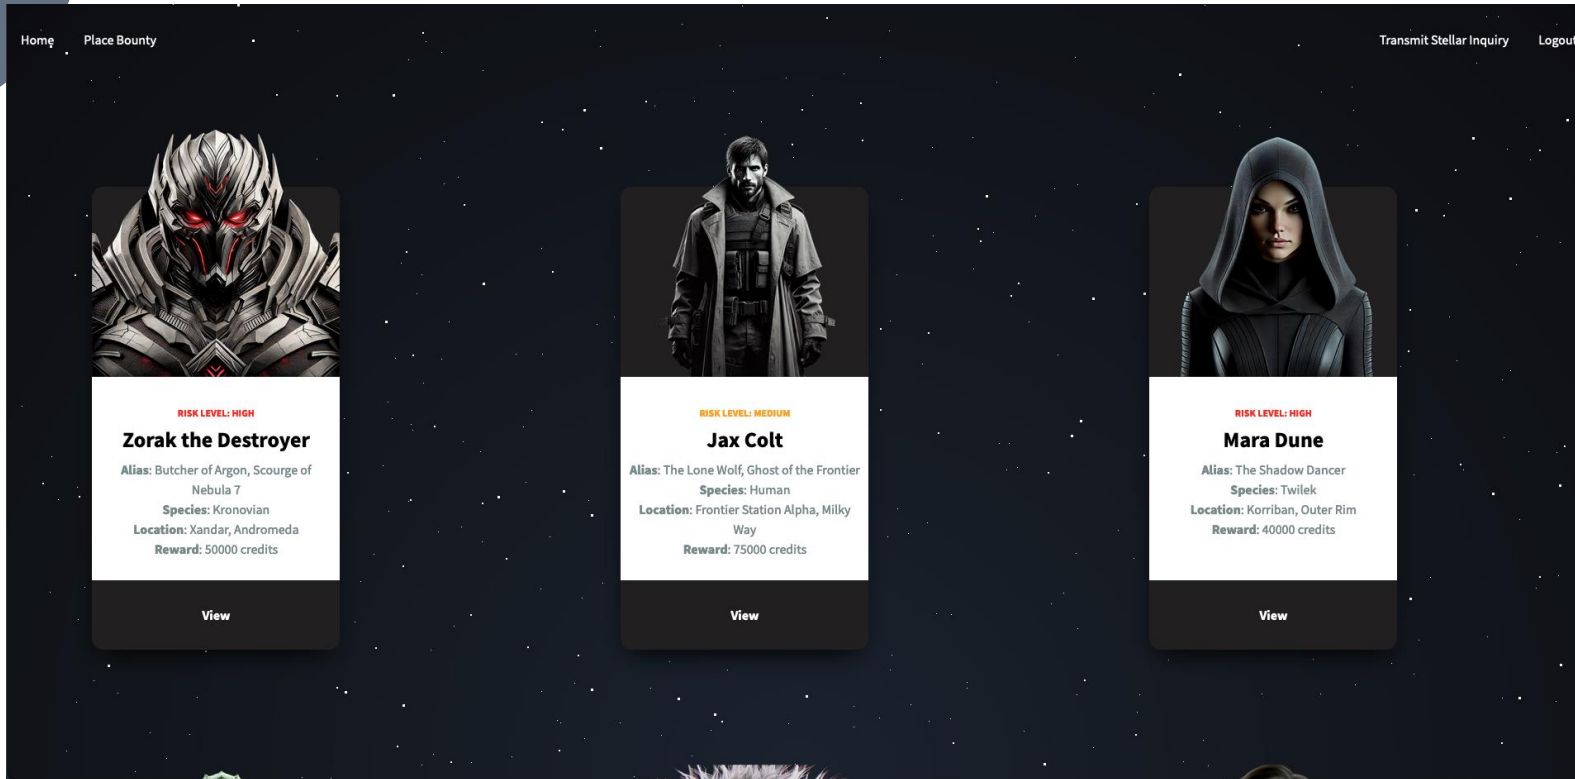 Home
Place Bounty
Transmit Stellar Inquiry
Logout
RISK LEVEL: HIGH
Zorak the Destroyer
Alias: Butcher of Argon, Scourge of
Nebula 7
Species: Kronovian
Location: Xandar, Andromeda
Reward: 50000 credits
View
RISK LEVEL: MEDIUM
Jax Colt
Alias: The Lone Wolf, Ghost of the Frontier
Species: Human
Location: Frontier Station Alpha, Milky
Way
Reward: 75000 credits
View
RISK LEVEL: HIGH
Mara Dune
Alias: The Shadow Dancer
Species: Twilek
Location: Korriban, Outer Rim
Reward: 40000 credits
View